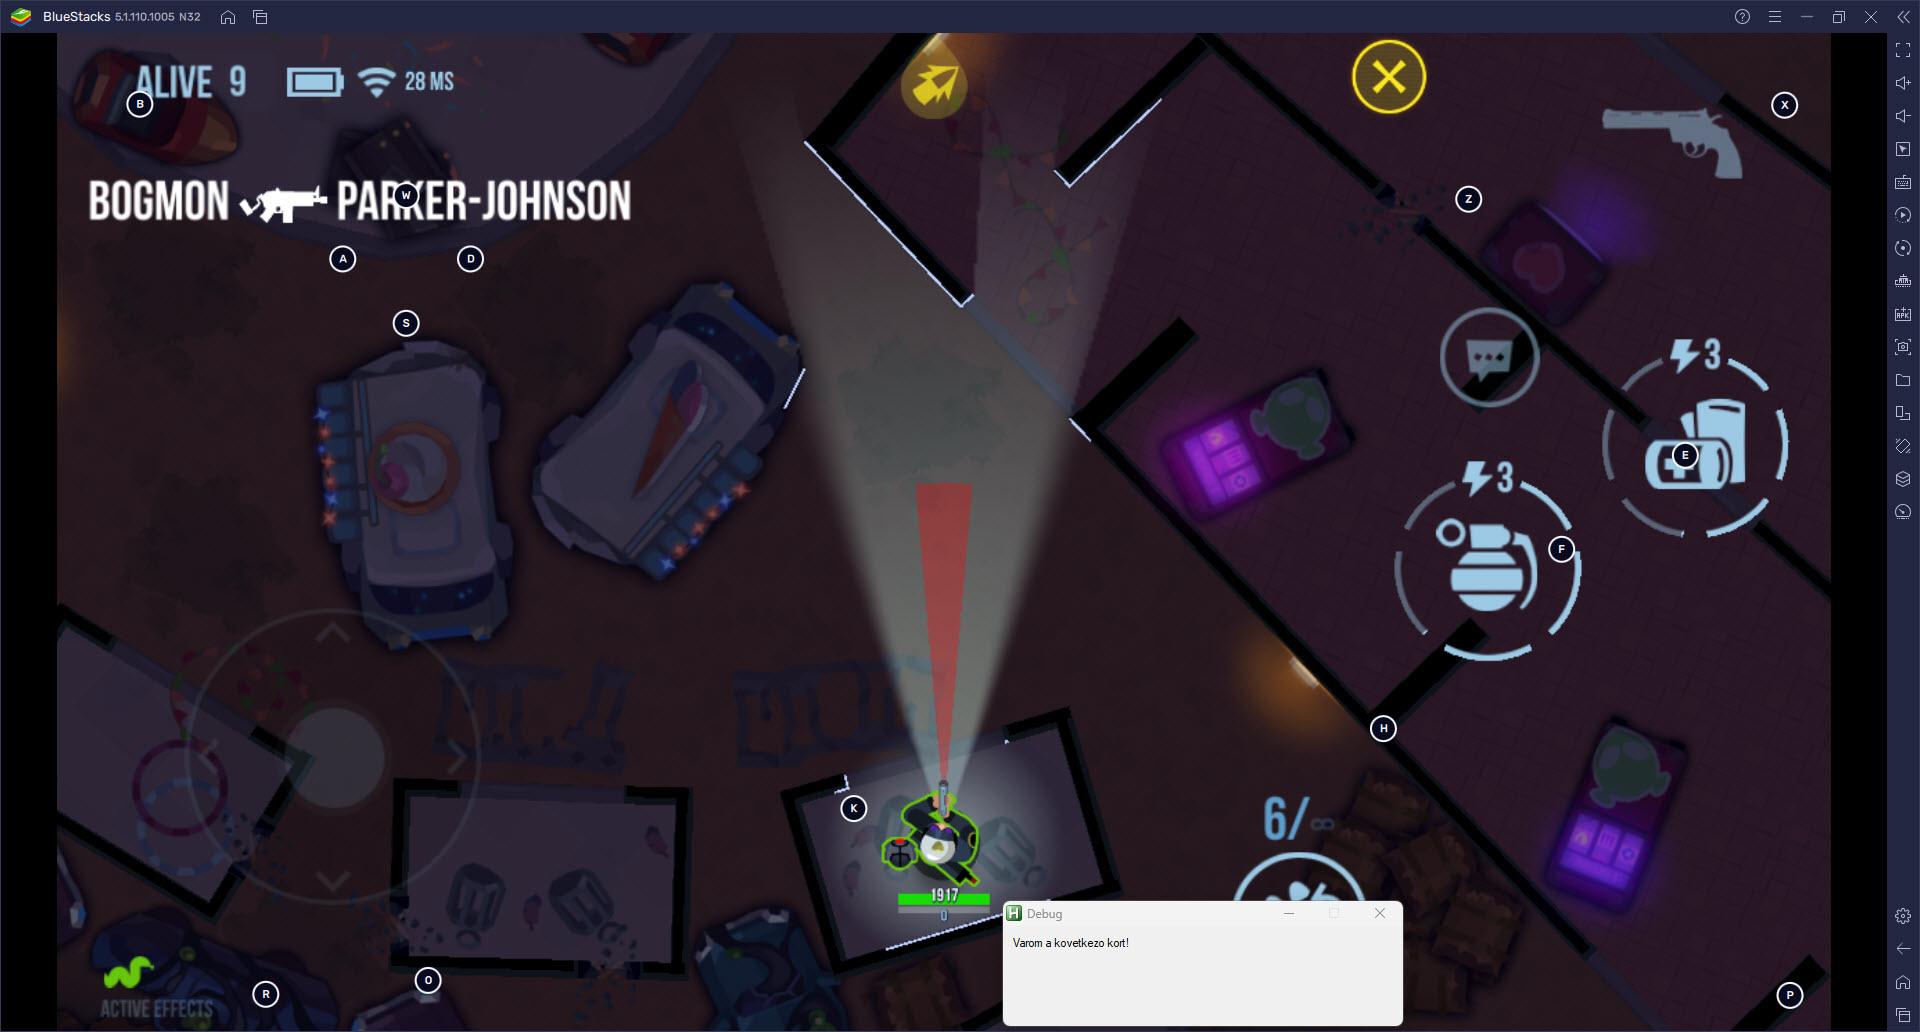 BlueStacks 5.1.110.1005 N32
ALIVE 9
28 MS
B
X
BOGMON PARKER-JOHNSON
W
Z
A
D
S
3
E
3
F
H
K
6/∞
1917
0
Debug
Varom a kovetkezo kort!
ACTIVE EFFECTS
R
O
P
APK